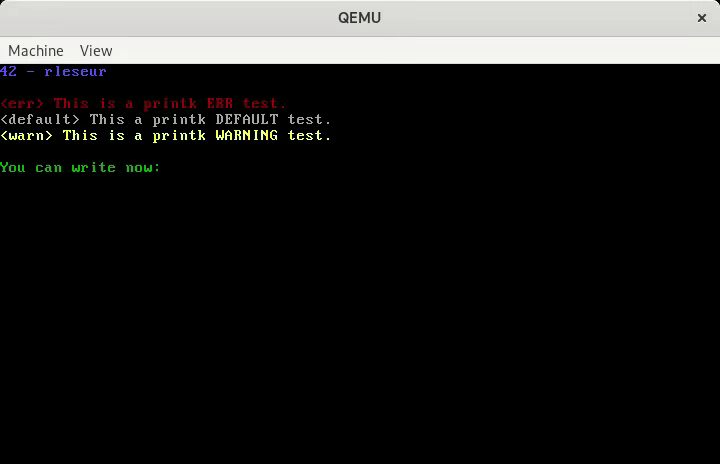 QEMU
×
Machine View
42 - rleseur
<err> This is a printk ERR test.
<default> This a printk DEFAULT test.
<warn> This is a printk WARNING test.
You can write now: